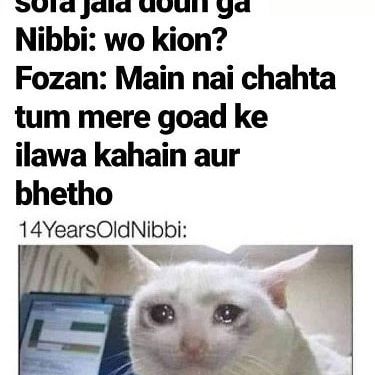 sofa jala doun ga
Nibbi: wo kion?
Fozan: Main nai chahta
tum mere goad ke
ilawa kahain aur
bhetho
14YearsOldNibbi: